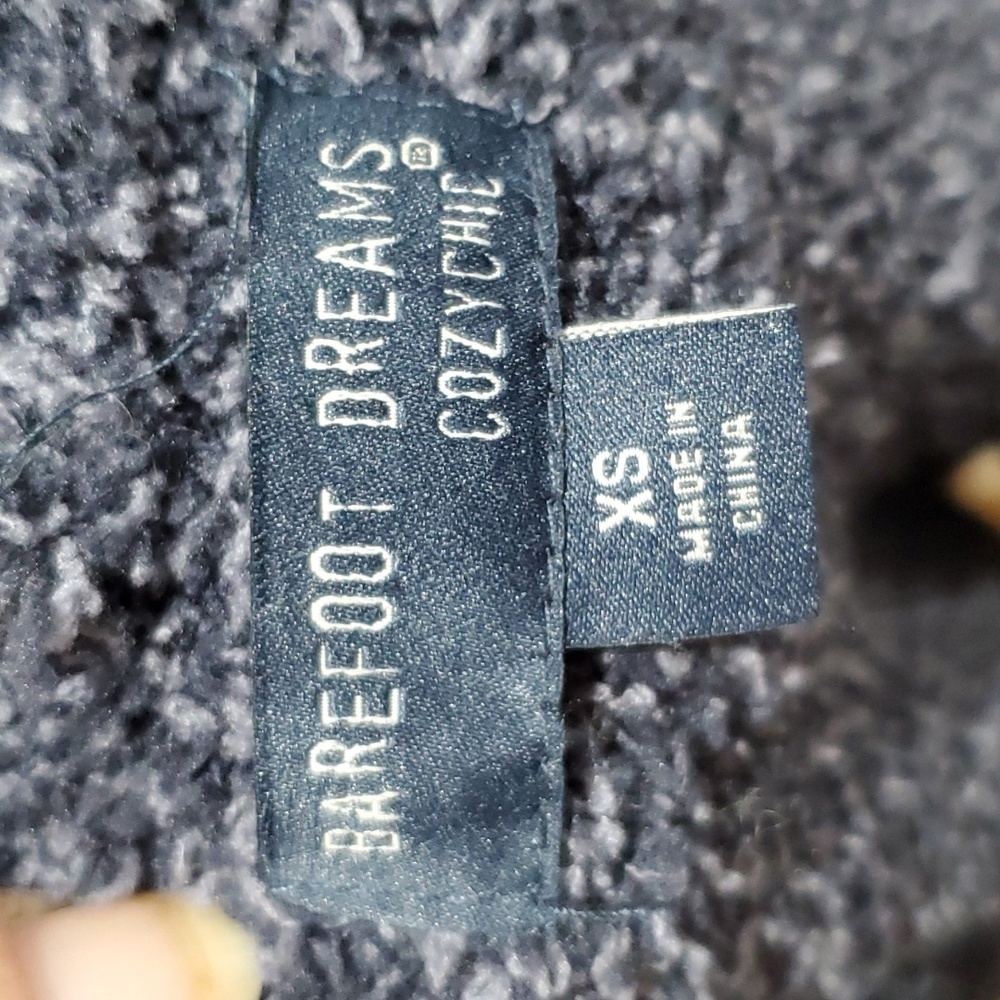 BAREFOOT DREAMS®
COZYCHIC
XS
MADE IN
CHINA